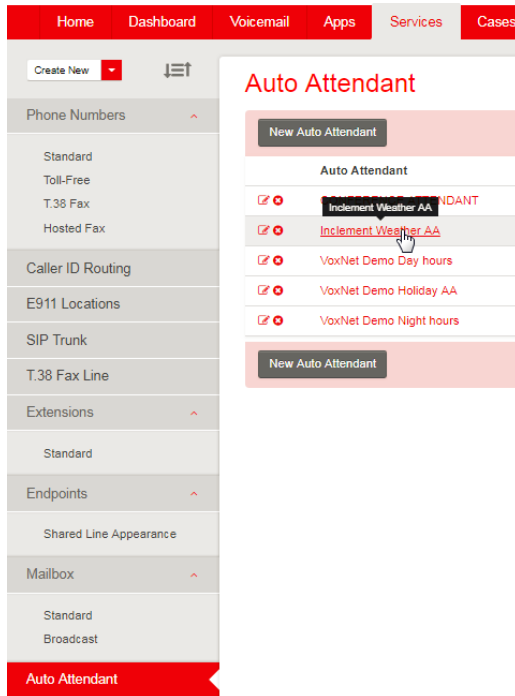 Home Dashboard Voicemail Apps Services Cases
Create New
Phone Numbers
Standard
Toll-Free
T.38 Fax
Hosted Fax
Caller ID Routing
E911 Locations
SIP Trunk
T.38 Fax Line
Extensions
Standard
Endpoints
Shared Line Appearance
Mailbox
Standard
Broadcast
Auto Attendant
Auto Attendant
New Auto Attendant
Auto Attendant
Inclement Weather AA
Inclement Weather AA
VoxNet Demo Day hours
VoxNet Demo Holiday AA
VoxNet Demo Night hours
New Auto Attendant